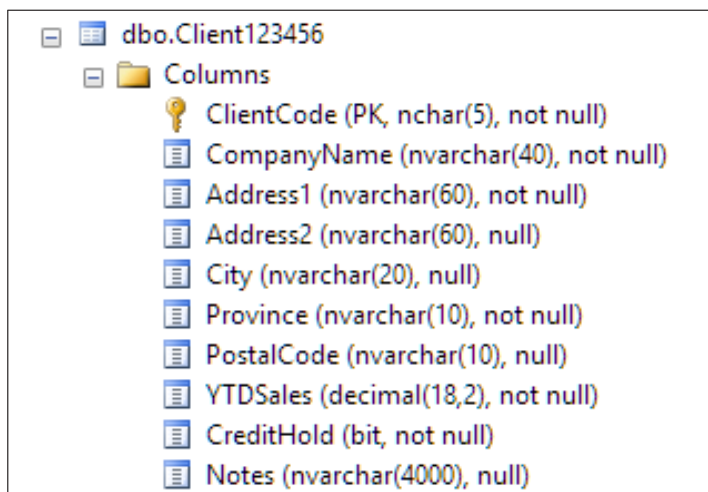 dbo.Client123456
Columns
ClientCode (PK, nchar(5), not null)
CompanyName (nvarchar(40), not null)
Address1 (nvarchar(60), not null)
Address2 (nvarchar(60), null)
City (nvarchar(20), null)
Province (nvarchar(10), not null)
PostalCode (nvarchar(10), null)
YTDSales (decimal(18,2), not null)
CreditHold (bit, not null)
Notes (nvarchar(4000), null)